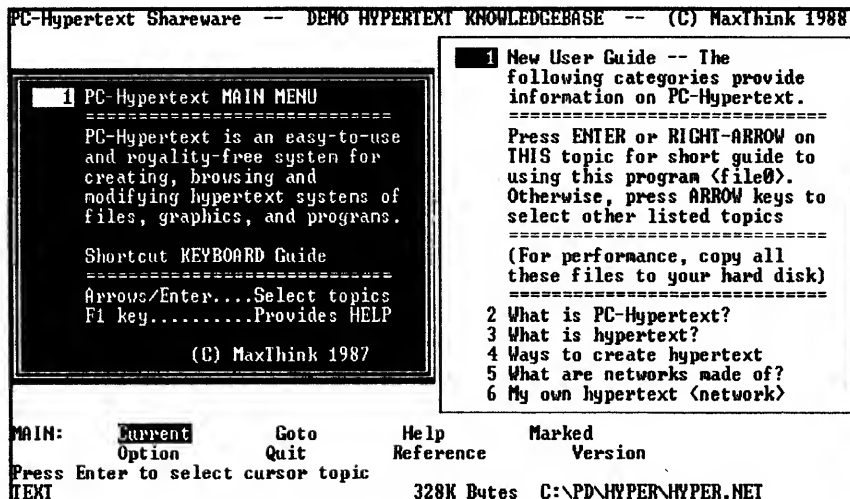 PC-Hypertext Shareware -- DEMO HYPERTEXT KNOWLEDGEBASE -- (C) MaxThink 1988
1 PC-Hypertext MAIN MENU
==============================
PC-Hypertext is an easy-to-use
and royality-free system for
creating, browsing and
modifying hypertext systems of
files, graphics, and programs.
Shortcut KEYBOARD Guide
==============================
Arrows/Enter....Select topics
F1 key..........Provides HELP
(C) MaxThink 1987
1 New User Guide -- The
following categories provide
information on PC-Hypertext.
===============================
Press ENTER or RIGHT-ARROW on
THIS topic for short guide to
using this program <file0>.
Otherwise, press ARROW keys to
select other listed topics
===============================
(For performance, copy all
these files to your hard disk)
===============================
2 What is PC-Hypertext?
3 What is hypertext?
4 Ways to create hypertext
5 What are networks made of?
6 My own hypertext <network>
MAIN: Current Goto Help Marked
Option Quit Reference Version
Press Enter to select cursor topic
TEXT 328K Bytes C:\PD\HYPER\HYPER.NET